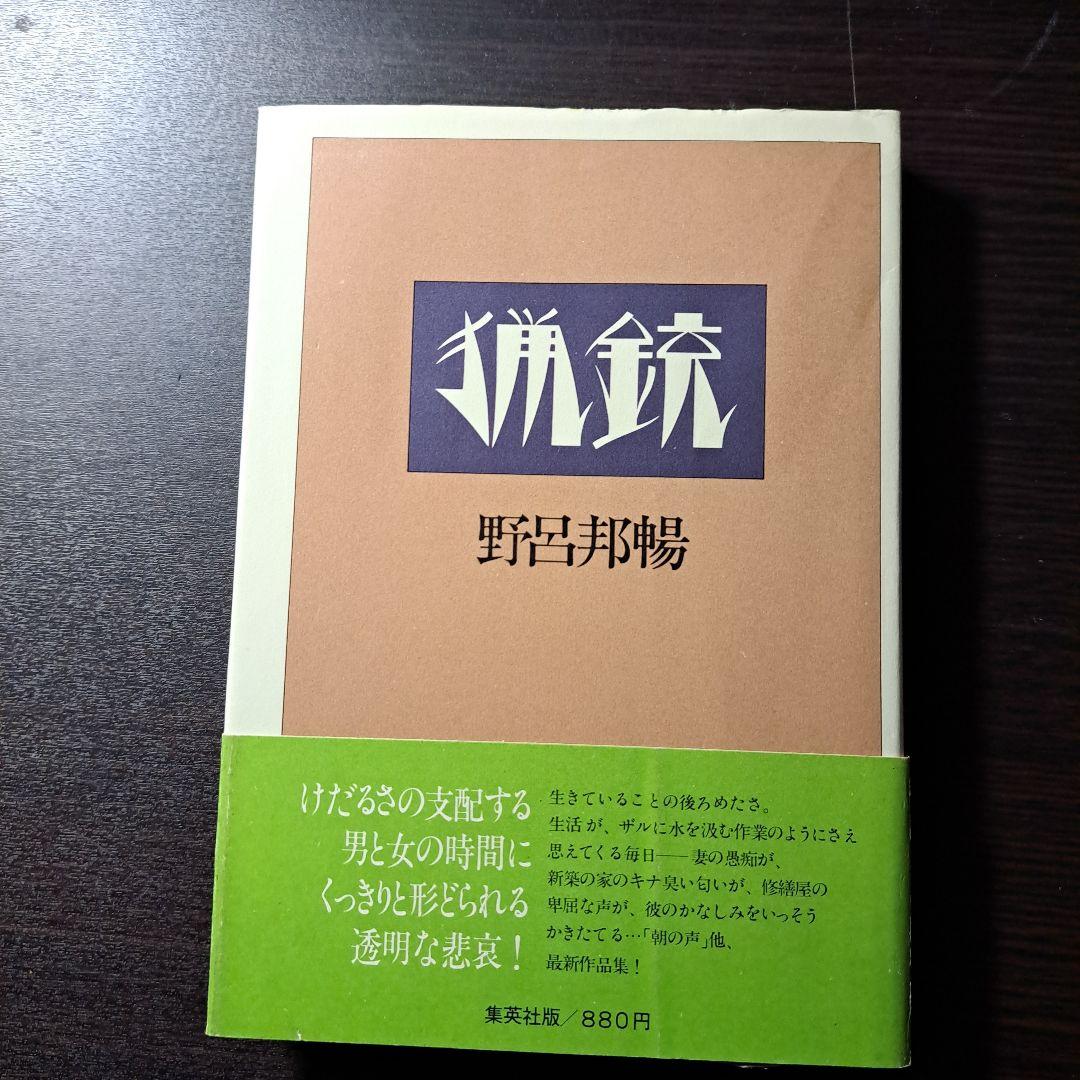 猟銃
野呂邦暢
けだるさの支配する
男と女の時間に
くっきりと形どられる
透明な悲哀！
生きていることの後ろめたさ。
生活が、ザルに水を汲む作業のようにさえ
思えてくる毎日——妻の愚痴が、
新築の家のキナ臭い匂いが、修繕屋の
卑屈な声が、彼のかなしみをいっそう
かきたてる…「朝の声」他、
最新作品集！
集英社版／880円